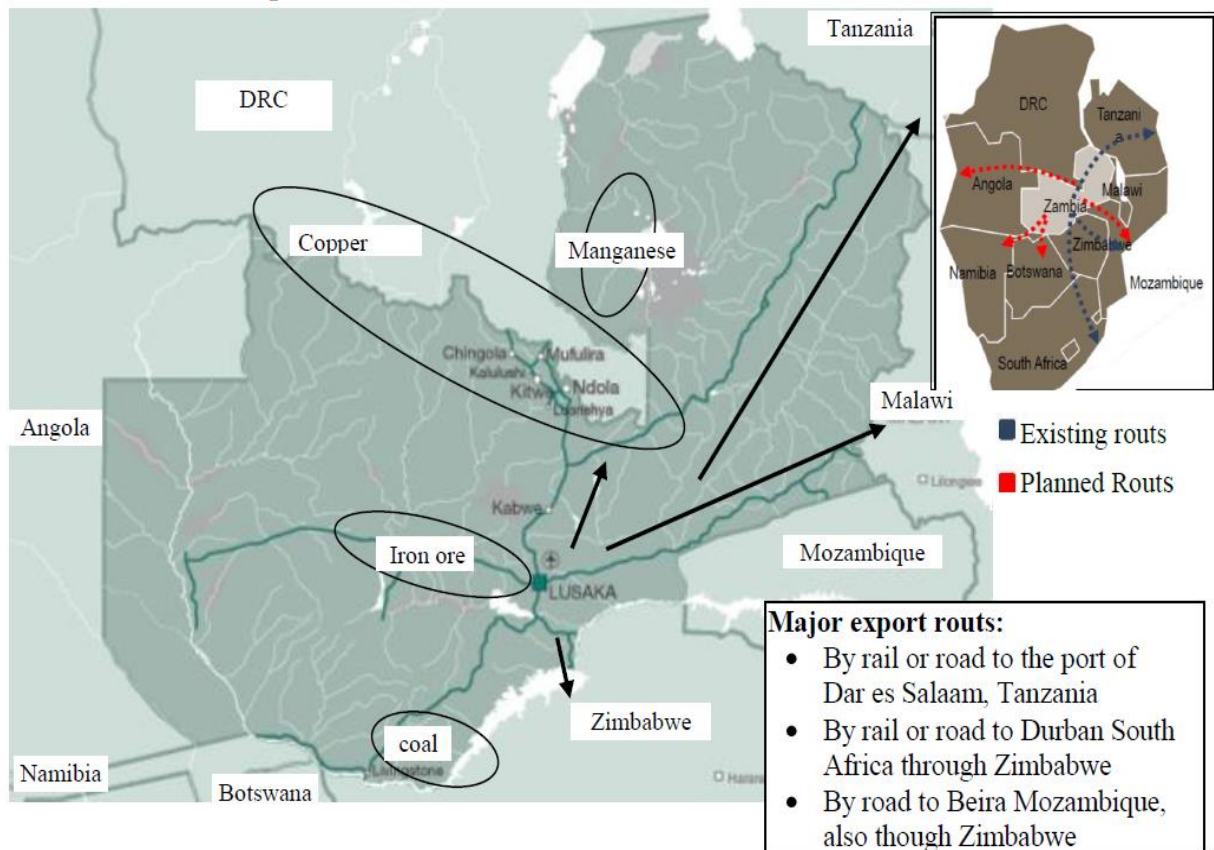 Tanzania
DRC
Copper
Manganese
Chingola
Mufulira
Kalulushi
Kitwe
Ndola
Luanshya
Angola
Malawi
Kabwe
Lilongwe
Iron ore
Mozambique
LUSAKA
Zimbabwe
coal
Livingstone
Namibia
Botswana
Harare
DRC
Tanzani
a
Angola
Malawi
Zambia
Zimbabwe
Namibia
Botswana
Mozambique
South Africa
Existing routs
Planned Routs
Major export routs:
• By rail or road to the port of
Dar es Salaam, Tanzania
• By rail or road to Durban South
Africa through Zimbabwe
• By road to Beira Mozambique,
also though Zimbabwe